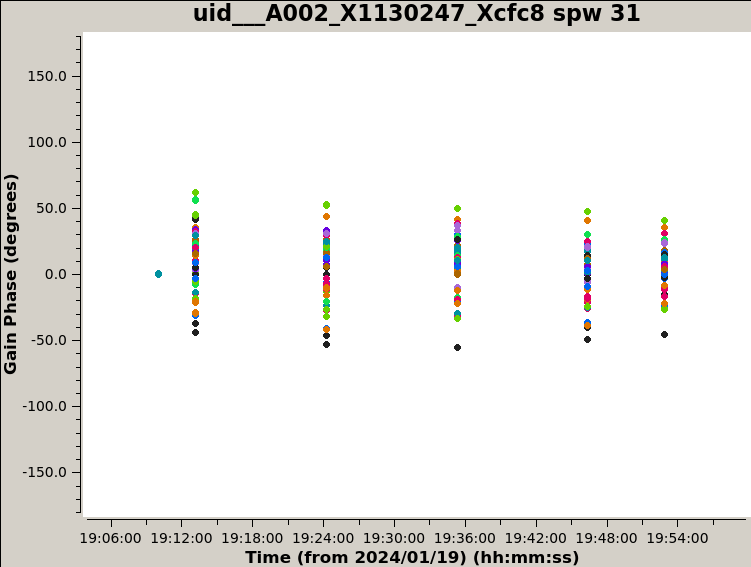 uid___A002_X1130247_Xcfc8 spw 31
150.0
100.0
50.0
0.0
-50.0
-100.0
-150.0
Gain Phase (degrees)
19:06:00 19:12:00 19:18:00 19:24:00 19:30:00 19:36:00 19:42:00 19:48:00 19:54:00
Time (from 2024/01/19) (hh:mm:ss)